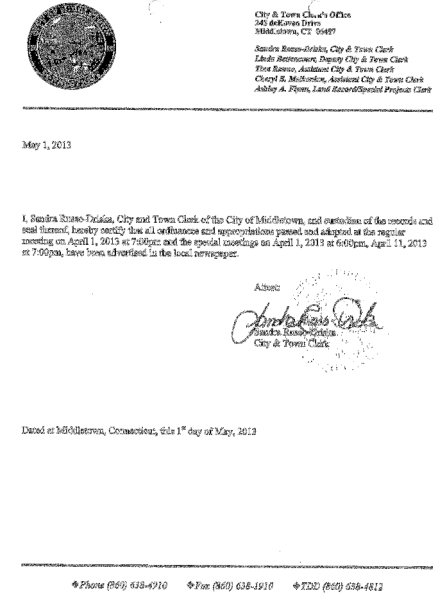 City & Town Clerk's Office
245 deKoven Drive
Middletown, CT 06457
Sandra Russo-Driska, City & Town Clerk
Linda Bettencourt, Deputy City & Town Clerk
Assistant City & Town Clerk
Cheryl Assistant City & Town Clerk
Ashley A. Flynn, Land Record/Special Projects Clerk
May 1, 2013
I, Sandra Russo-Driska, City and Town Clerk of the City of Middletown, and custodian of the records and
seal thereof, hereby certify that all ordinances and appropriations passed and adopted at the regular
meeting on April 1, 2013 at 7:00pm and the special meetings on April 1, 2013 at 6:00pm, April 11, 2013
at 7:00pm, have been advertised in the local newspaper.
Attest:
Sandra Russo-Driska
Sandra Russo-Driska
City & Town Clerk
Dated at Middletown, Connecticut, this 1st day of May, 2013
Phone (860) 638-4910 Fax (860) 638-1910 TDD (860) 638-4812